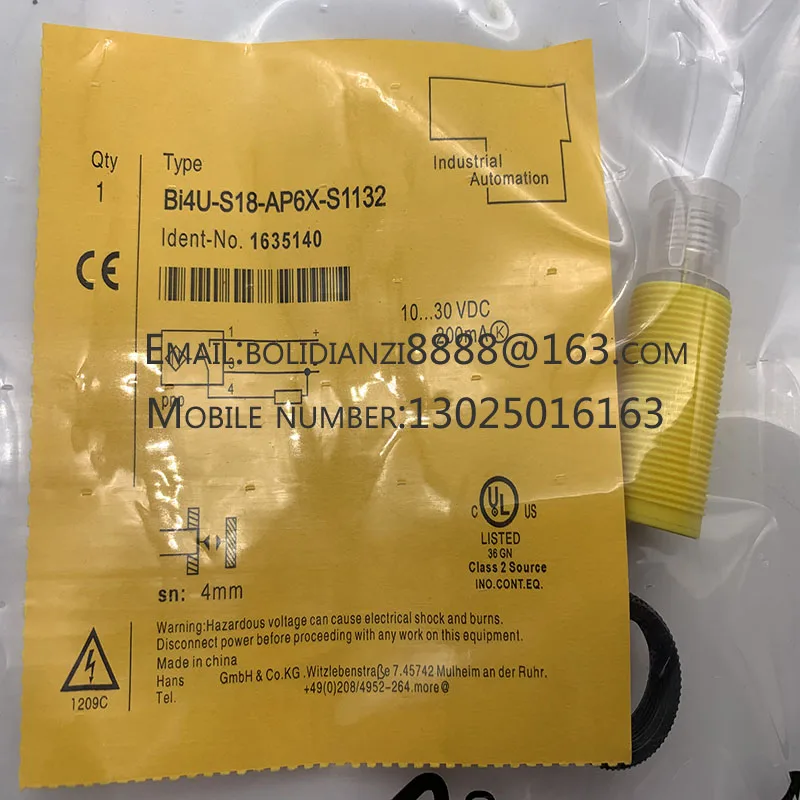 Industrial
Automation
Qty
1
Type
Bi4U-S18-AP6X-S1132
Ident-No. 1635140
CE
10...30 VDC
200mA K
1
+
3
-
4
pnp
EMAIL:BOLIDIANZI8888@163.COM
MOBILE NUMBER:13025016163
C UL US
LISTED
36 GN
Class 2 Source
INO.CONT.EQ.
sn: 4mm
Warning:Hazardous voltage can cause electrical shock and burns.
Disconnect power before proceeding with any work on this equipment.
Made in china
Hans GmbH & Co.KG .Witzlebenstraße 7.45742 Mulheim an der Ruhr.
Tel. +49(0)208/4952-264.more@
1209C